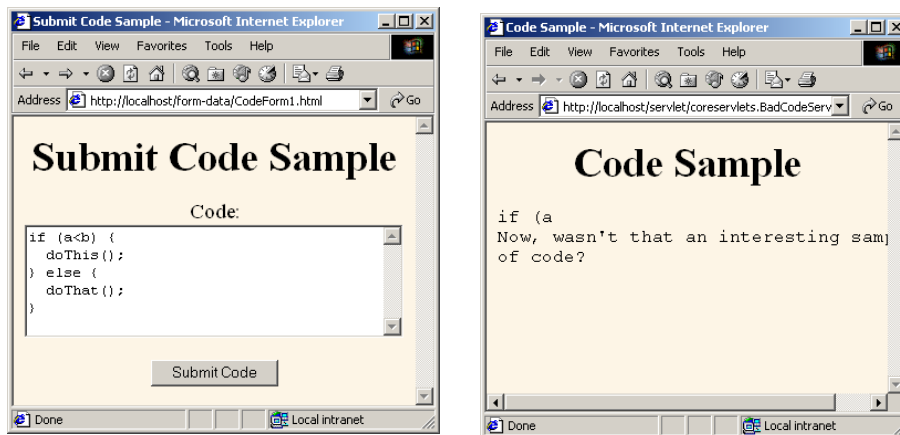 Submit Code Sample - Microsoft Internet Explorer
File Edit View Favorites Tools Help
Address http://localhost/form-data/CodeForm1.html Go
Submit Code Sample
Code:
if (a<b) {
  doThis();
} else {
  doThat();
}
Submit Code
Done Local intranet
Code Sample - Microsoft Internet Explorer
File Edit View Favorites Tools Help
Address http://localhost/servlet/coreservlets.BadCodeServ Go
Code Sample
if (a
Now, wasn't that an interesting samp
of code?
Done Local intranet